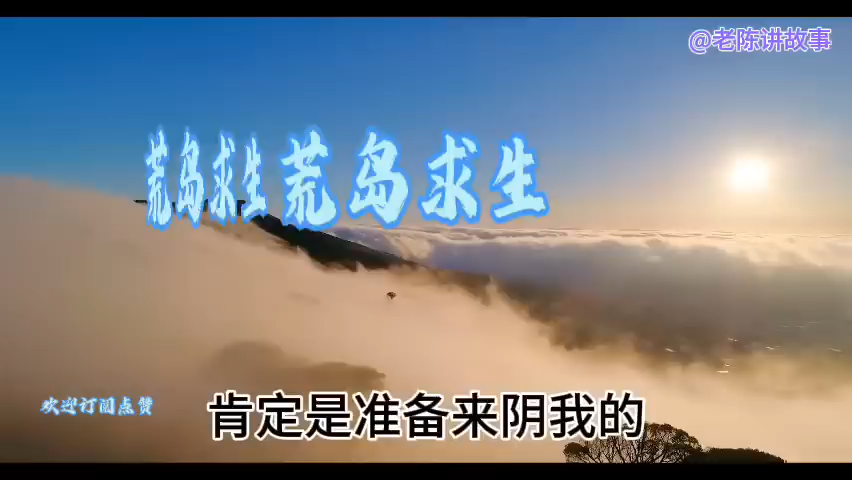 @老陈讲故事
荒岛求生 荒岛求生
欢迎订阅点赞
肯定是准备来阴我的